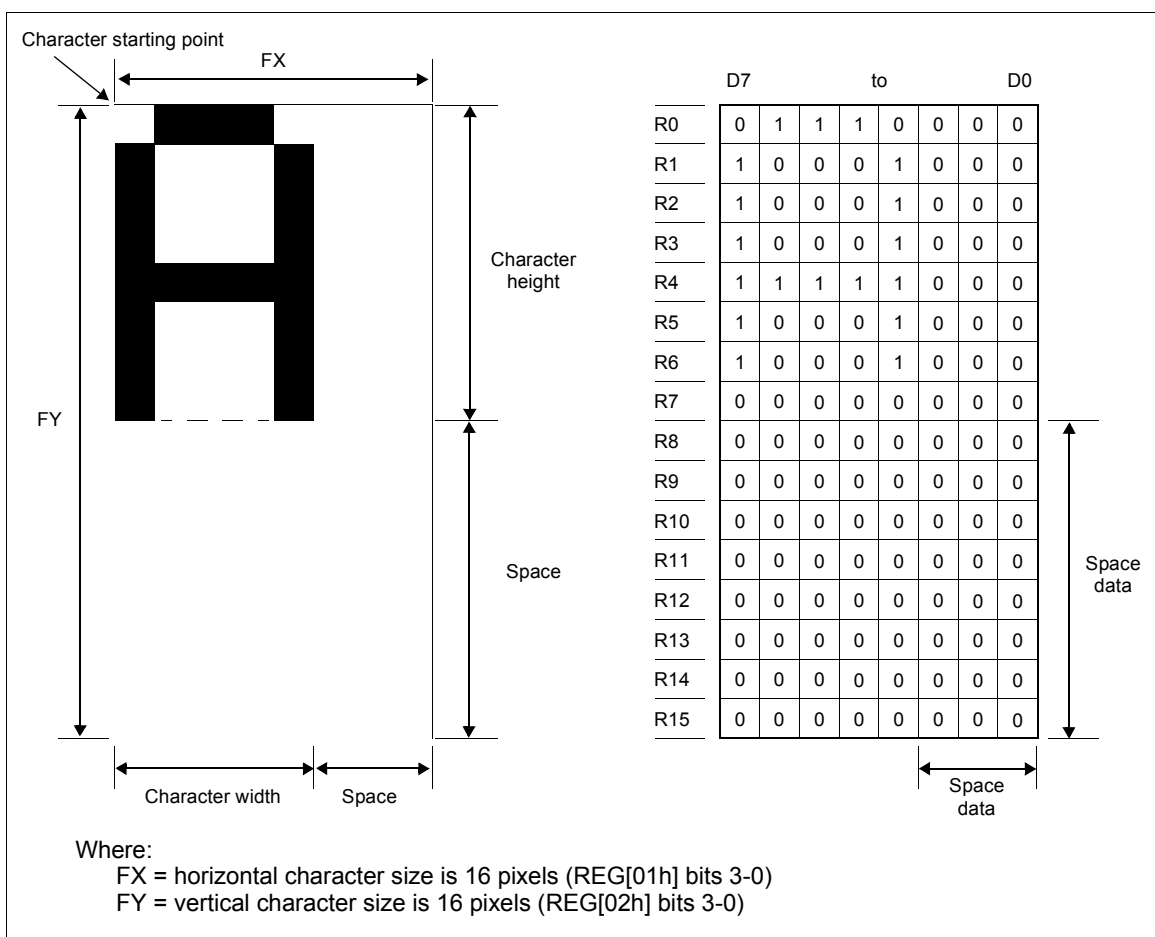 Character starting point
FX
FY
Character
height
Space
Character width
Space
D7 to D0
R0 0 1 1 1 0 0 0 0
R1 1 0 0 0 1 0 0 0
R2 1 0 0 0 1 0 0 0
R3 1 0 0 0 1 0 0 0
R4 1 1 1 1 1 0 0 0
R5 1 0 0 0 1 0 0 0
R6 1 0 0 0 1 0 0 0
R7 0 0 0 0 0 0 0 0
R8 0 0 0 0 0 0 0 0
R9 0 0 0 0 0 0 0 0
R10 0 0 0 0 0 0 0 0
R11 0 0 0 0 0 0 0 0
R12 0 0 0 0 0 0 0 0
R13 0 0 0 0 0 0 0 0
R14 0 0 0 0 0 0 0 0
R15 0 0 0 0 0 0 0 0
Space
data
Space
data
Where:
FX = horizontal character size is 16 pixels (REG[01h] bits 3-0)
FY = vertical character size is 16 pixels (REG[02h] bits 3-0)